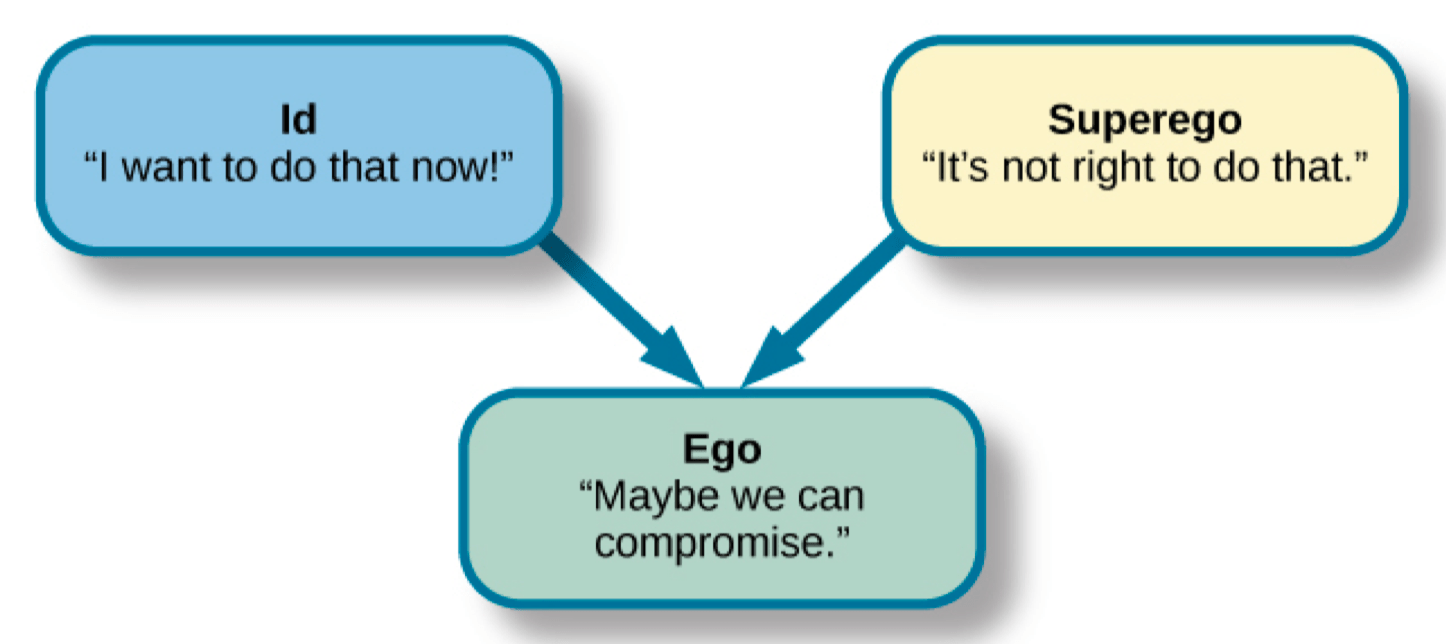 Id
“I want to do that now!”
Superego
“It’s not right to do that.”
Ego
“Maybe we can
compromise.”